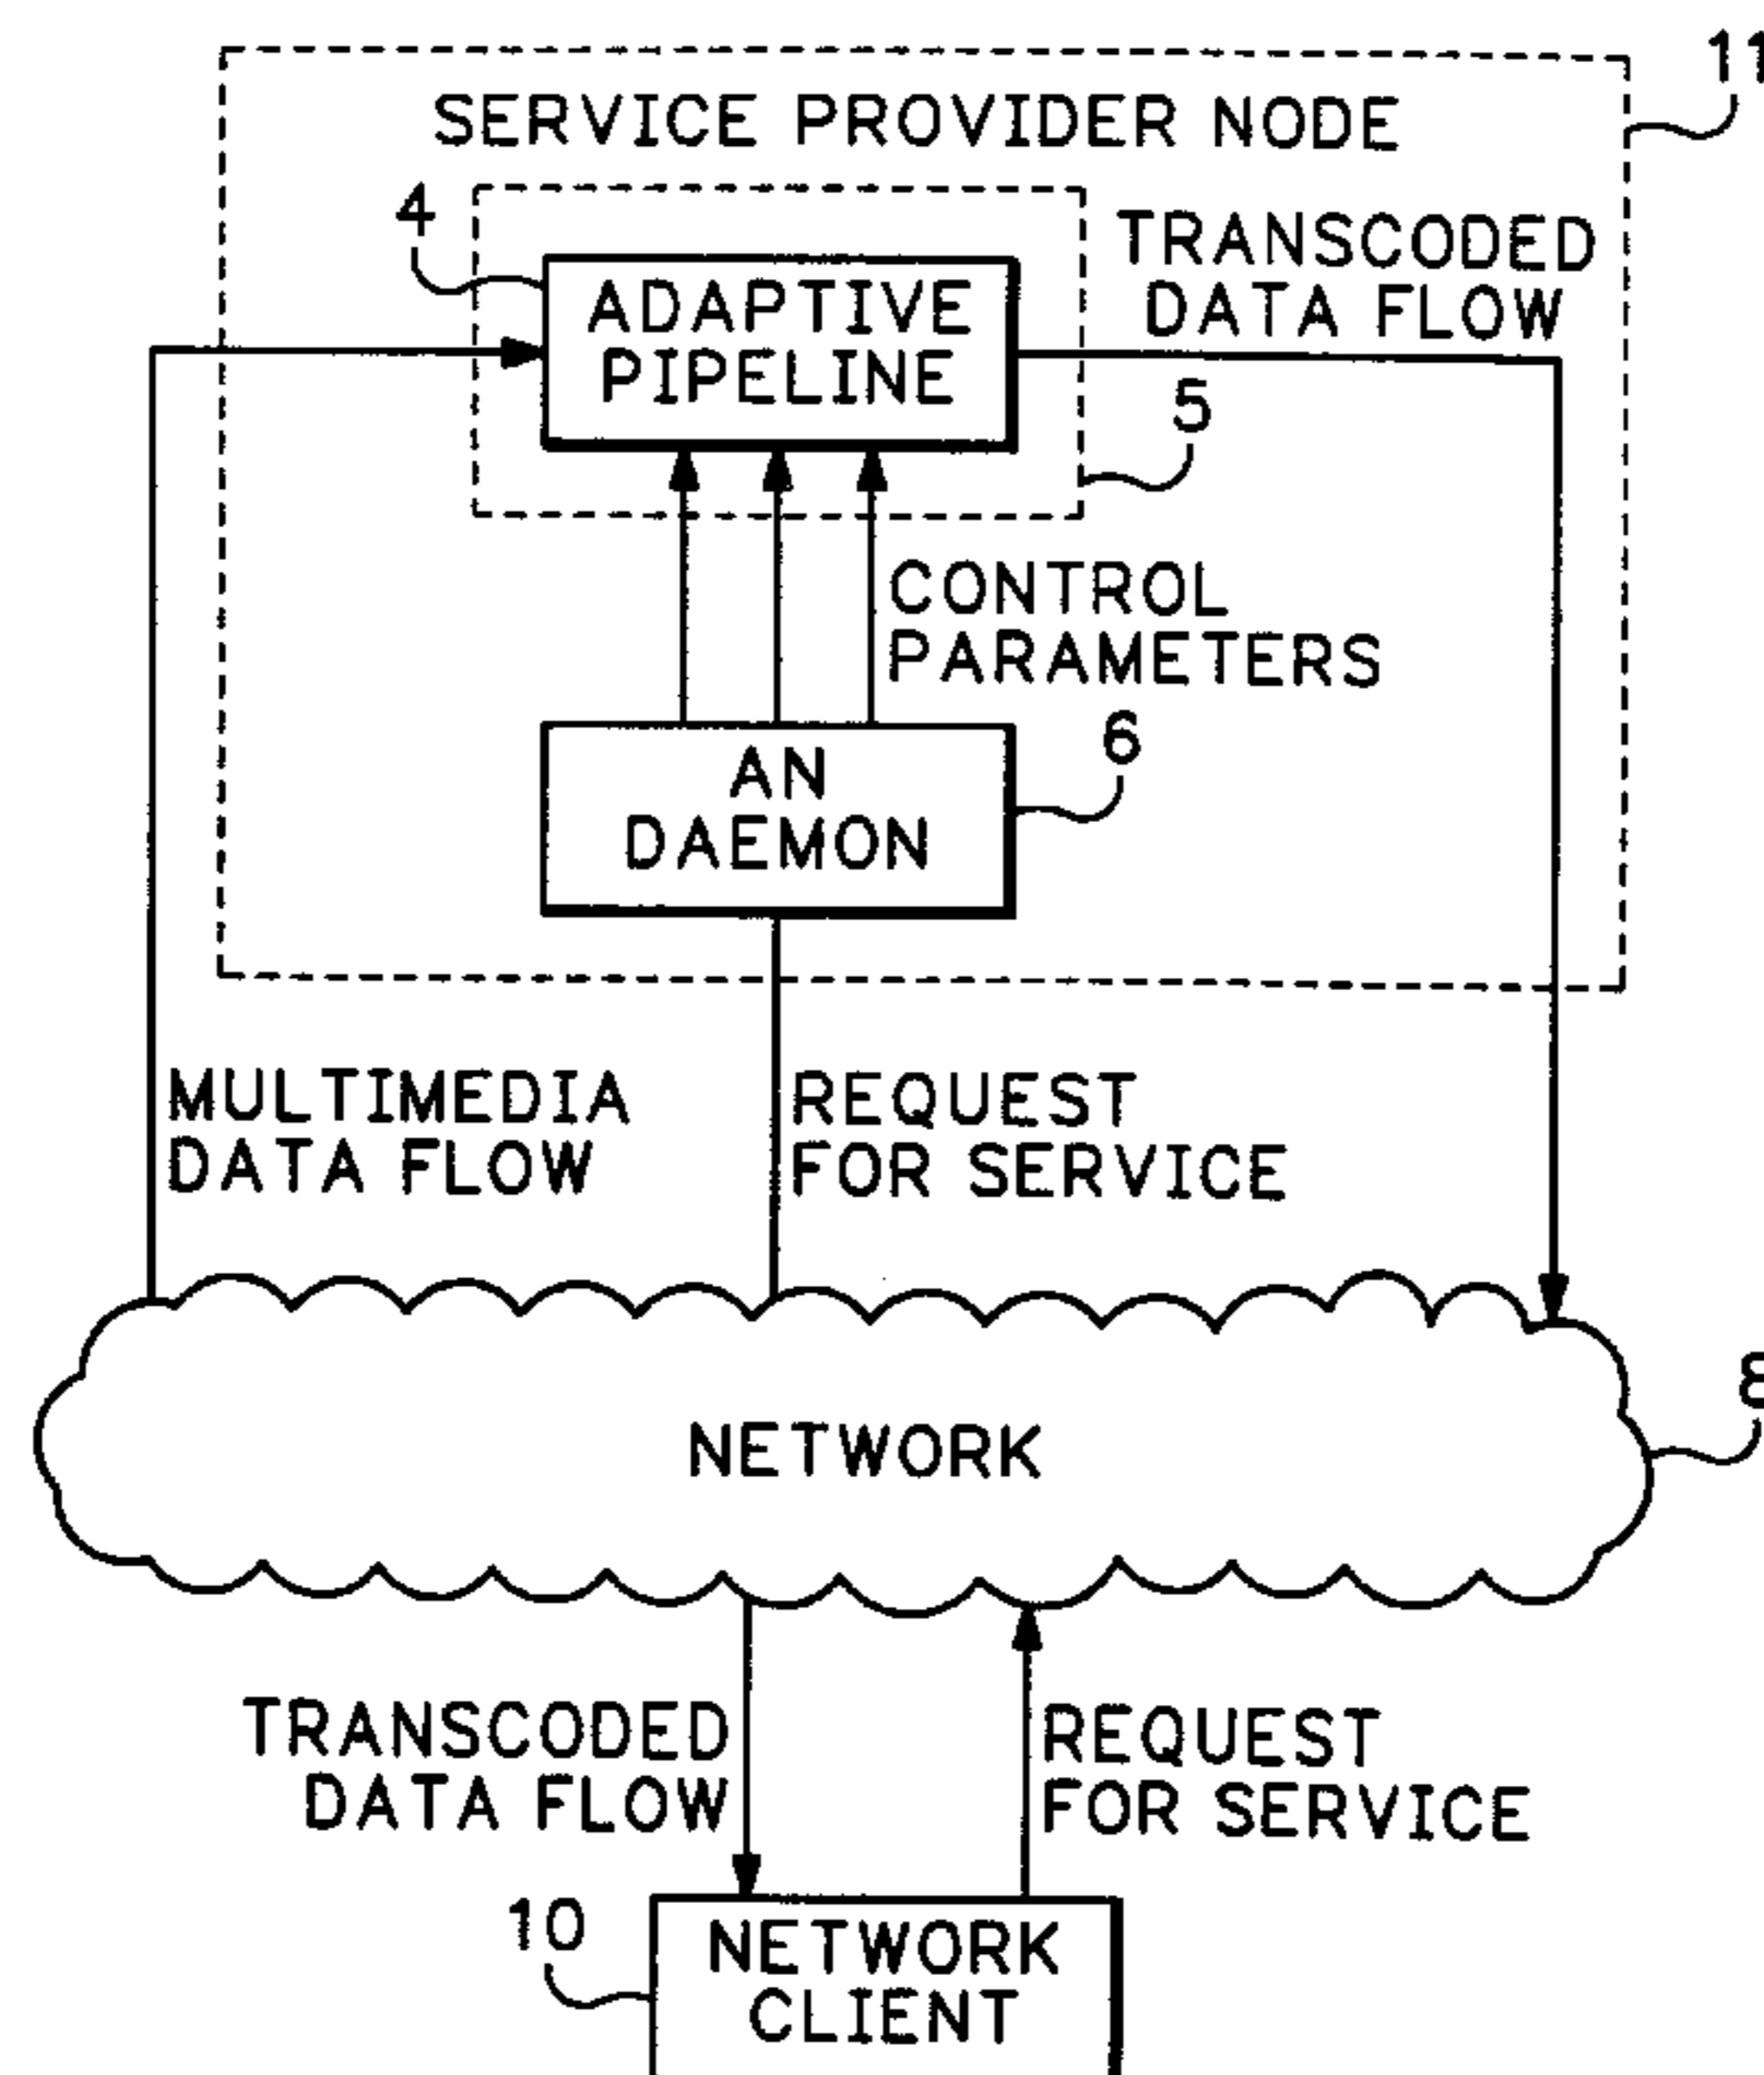 11
SERVICE PROVIDER NODE
4
TRANSCODED
DATA FLOW
ADAPTIVE
PIPELINE
5
CONTROL
PARAMETERS
6
AN
DAEMON
MULTIMEDIA
DATA FLOW
REQUEST
FOR SERVICE
8
NETWORK
TRANSCODED
DATA FLOW
REQUEST
FOR SERVICE
10
NETWORK
CLIENT